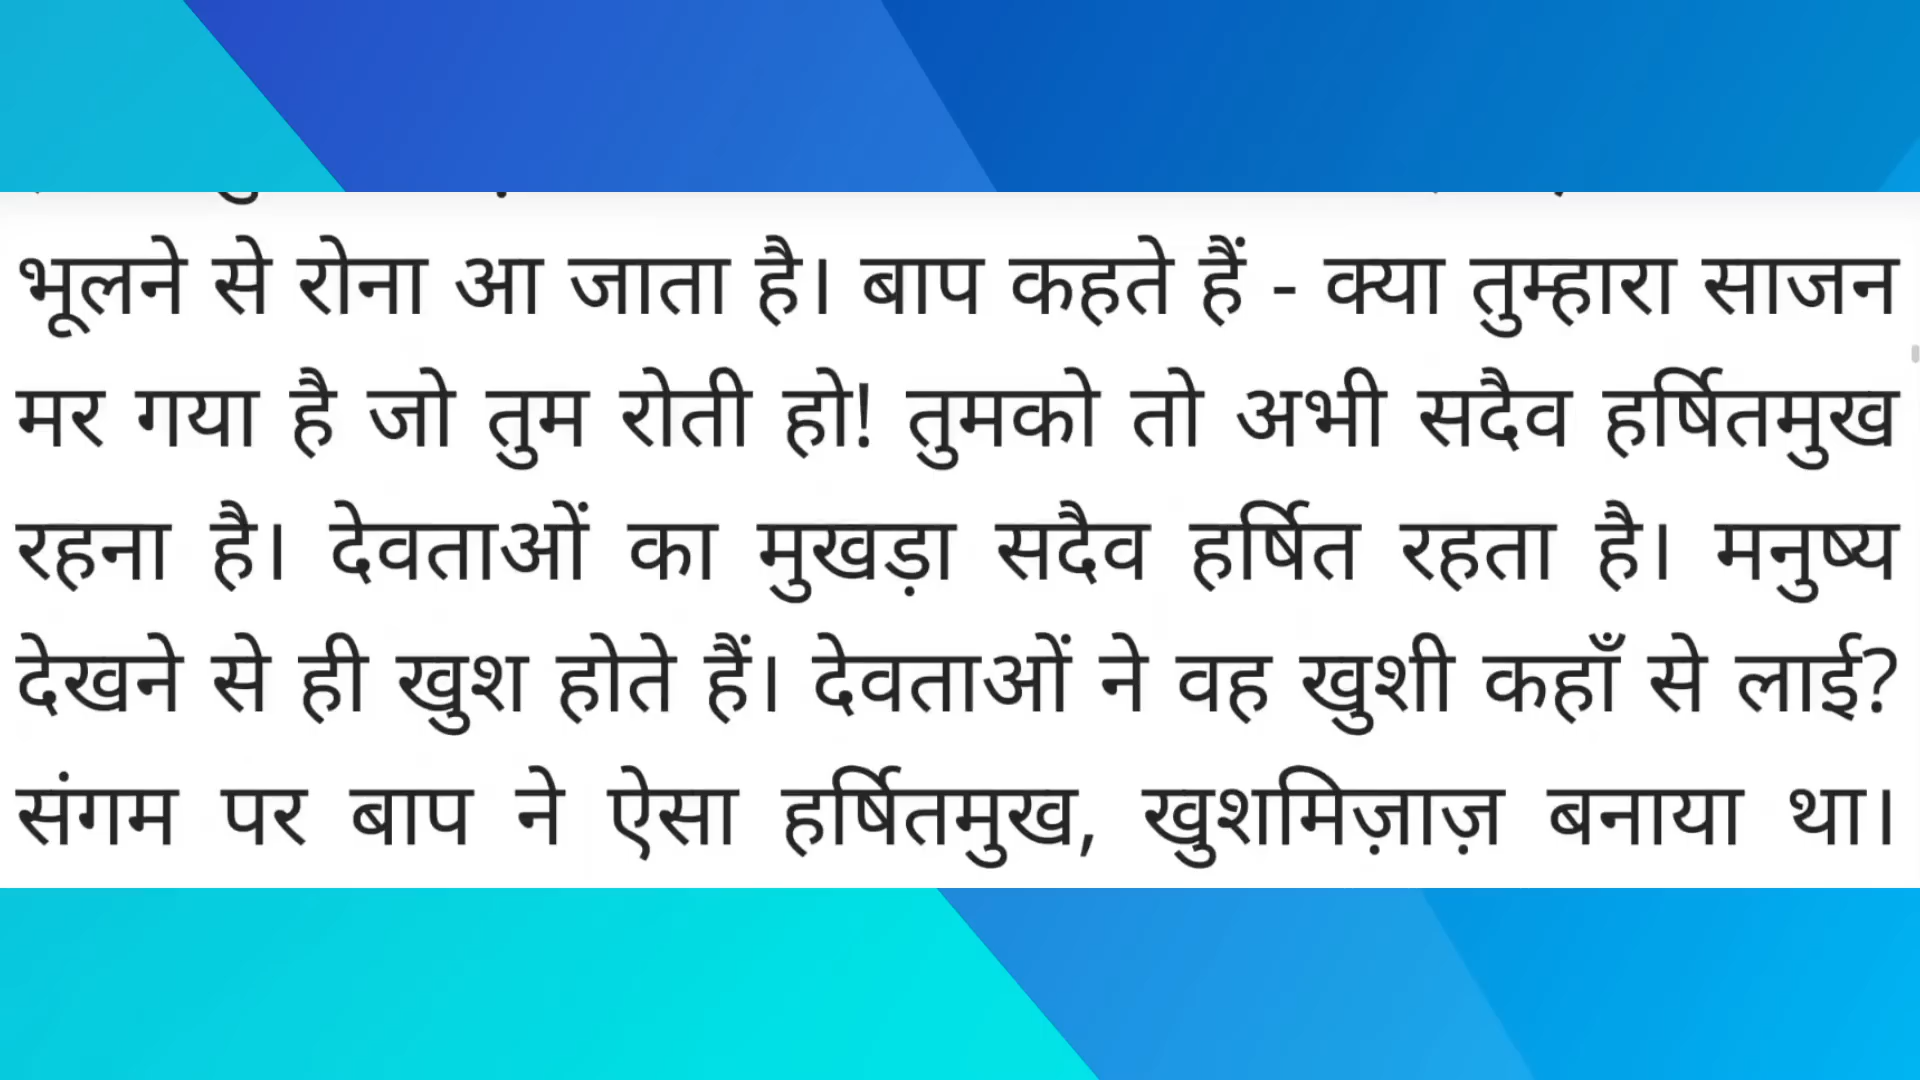 भूलने से रोना आ जाता है। बाप कहते हैं - क्या तुम्हारा साजन
मर गया है जो तुम रोती हो! तुमको तो अभी सदैव हर्षितमुख
रहना है। देवताओं का मुखड़ा सदैव हर्षित रहता है। मनुष्य
देखने से ही खुश होते हैं। देवताओं ने वह खुशी कहाँ से लाई?
संगम पर बाप ने ऐसा हर्षितमुख, खुशमिज़ाज़ बनाया था।